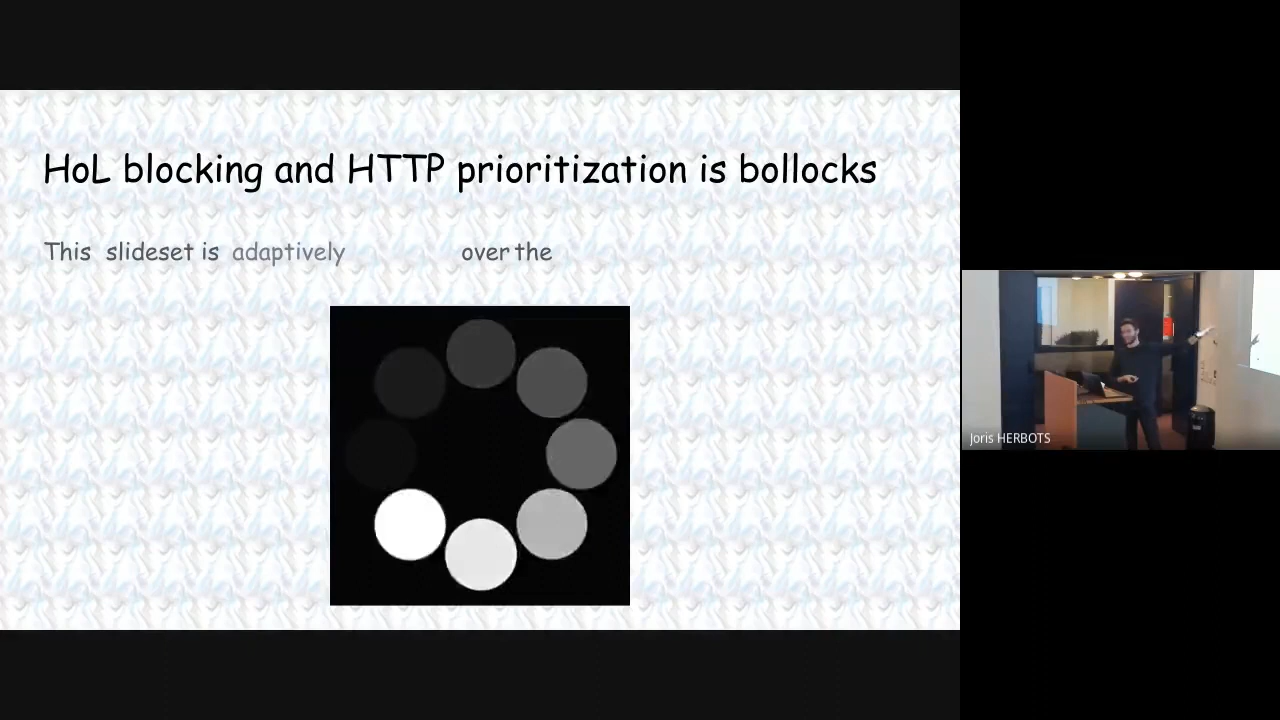 HoL blocking and HTTP prioritization is bollocks
This slideset is adaptively over the
Joris HERBOTS